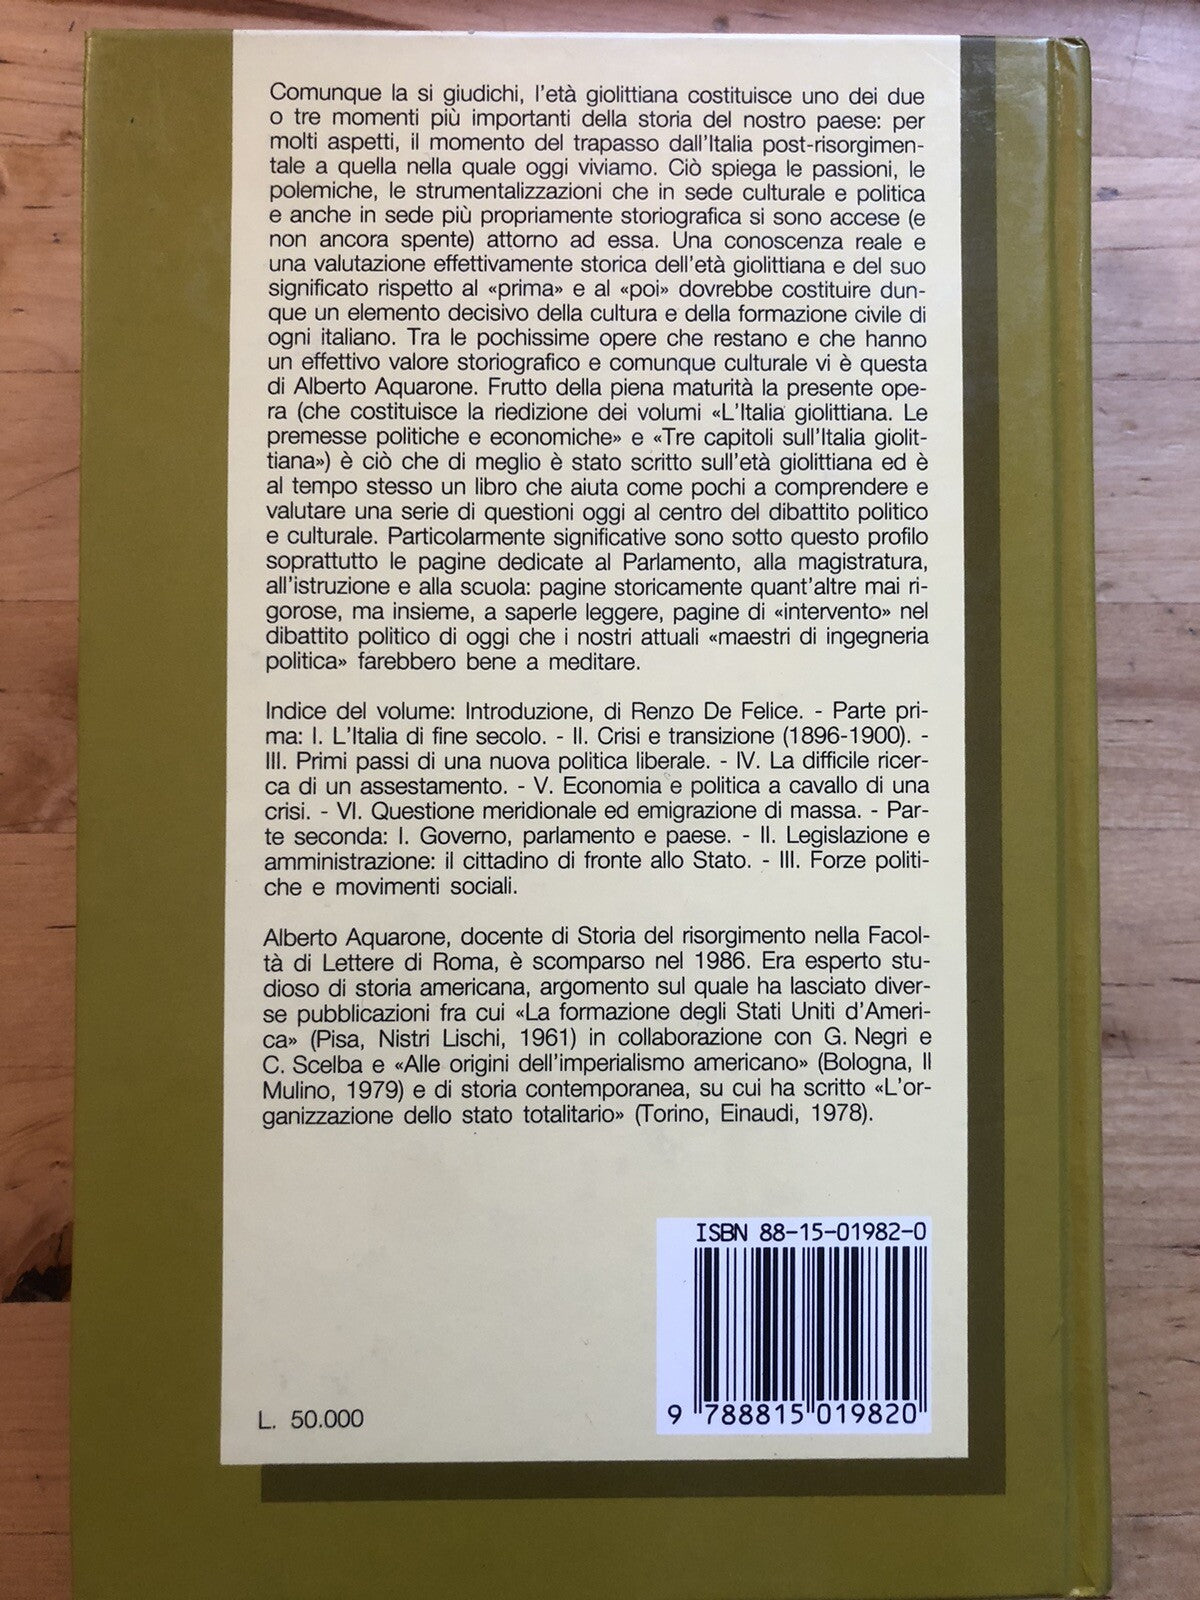 Comunque la si giudichi, l'età giolittiana costituisce uno dei due
o tre momenti più importanti della storia del nostro paese: per
molti aspetti, il momento del trapasso dall'Italia post-risorgimen-
tale a quella nella quale oggi viviamo. Ciò spiega le passioni, le
polemiche, le strumentalizzazioni che in sede culturale e politica
e anche in sede più propriamente storiografica si sono accese (e
non ancora spente) attorno ad essa. Una conoscenza reale e
una valutazione effettivamente storica dell'età giolittiana e del suo
significato rispetto al «prima» e al «poi» dovrebbe costituire dun-
que un elemento decisivo della cultura e della formazione civile di
ogni italiano. Tra le pochissime opere che restano e che hanno
un effettivo valore storiografico e comunque culturale vi è questa
di Alberto Aquarone. Frutto della piena maturità la presente ope-
ra (che costituisce la riedizione dei volumi «L'Italia giolittiana. Le
premesse politiche e economiche» e «Tre capitoli sull'Italia giolit-
tiana») è ciò che di meglio è stato scritto sull'età giolittiana ed è
al tempo stesso un libro che aiuta come pochi a comprendere e
valutare una serie di questioni oggi al centro del dibattito politico
e culturale. Particolarmente significative sono sotto questo profilo
soprattutto le pagine dedicate al Parlamento, alla magistratura,
all'istruzione e alla scuola: pagine storicamente quant'altre mai ri-
gorose, ma insieme, a saperle leggere, pagine di «intervento» nel
dibattito politico di oggi che i nostri attuali «maestri di ingegneria
politica» farebbero bene a meditare.
Indice del volume: Introduzione, di Renzo De Felice. - Parte pri-
ma: I. L'Italia di fine secolo. - II. Crisi e transizione (1896-1900). -
III. Primi passi di una nuova politica liberale. - IV. La difficile ricer-
ca di un assestamento. - V. Economia e politica a cavallo di una
crisi. - VI. Questione meridionale ed emigrazione di massa. - Par-
te seconda: I. Governo, parlamento e paese. - II. Legislazione e
amministrazione: il cittadino di fronte allo Stato. - III. Forze politi-
che e movimenti sociali.
Alberto Aquarone, docente di Storia del risorgimento nella Facol-
tà di Lettere di Roma, è scomparso nel 1986. Era esperto stu-
dioso di storia americana, argomento sul quale ha lasciato diver-
se pubblicazioni fra cui «La formazione degli Stati Uniti d'Ameri-
ca» (Pisa, Nistri Lischi, 1961) in collaborazione con G. Negri e
C. Scelba e «Alle origini dell'imperialismo americano» (Bologna, Il
Mulino, 1979) e di storia contemporanea, su cui ha scritto «L'or-
ganizzazione dello stato totalitario» (Torino, Einaudi, 1978).
ISBN 88-15-01982-0
9 788815 019820
L. 50.000